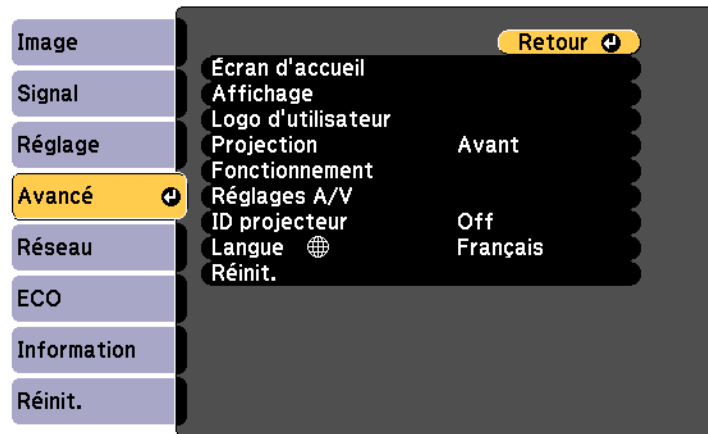 Image
Signal
Réglage
Avancé
Réseau
ECO
Information
Réinit.
Retour
Écran d'accueil
Affichage
Logo d'utilisateur
Projection Avant
Fonctionnement
Réglages A/V
ID projecteur Off
Langue Français
Réinit.